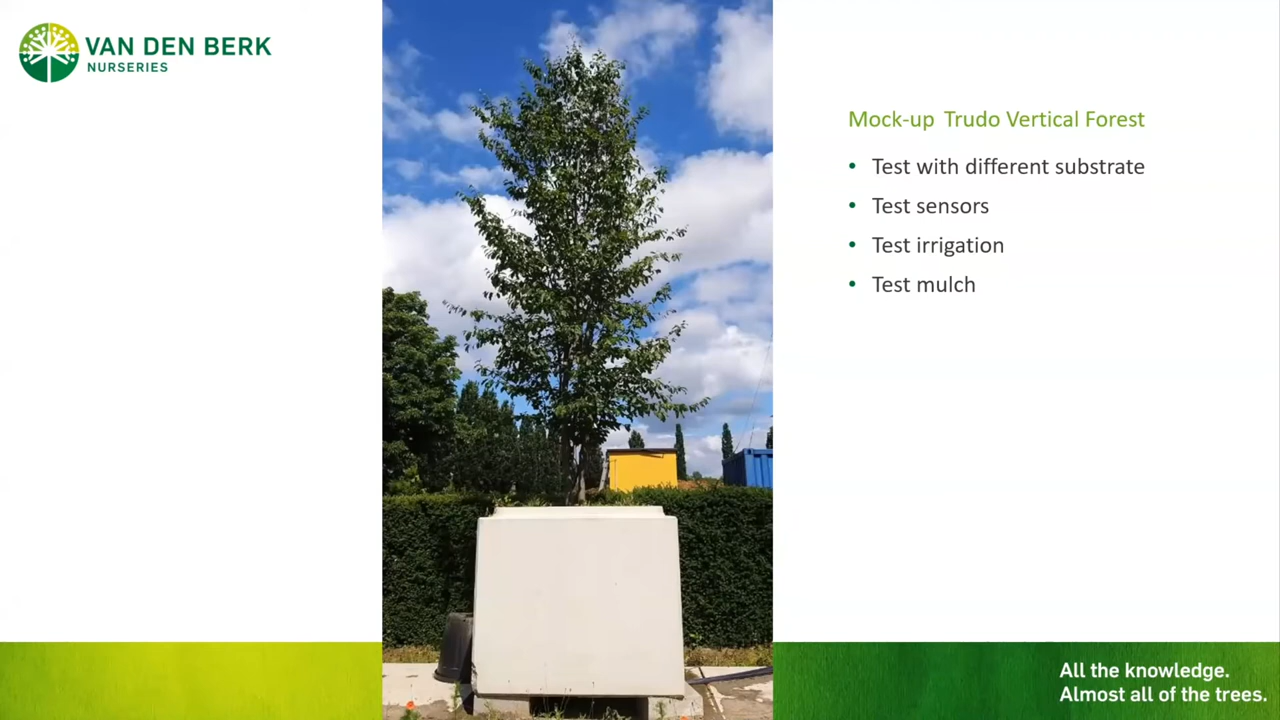 VAN DEN BERK
NURSERIES
Mock-up Trudo Vertical Forest
• Test with different substrate
• Test sensors
• Test irrigation
• Test mulch
All the knowledge.
Almost all of the trees.